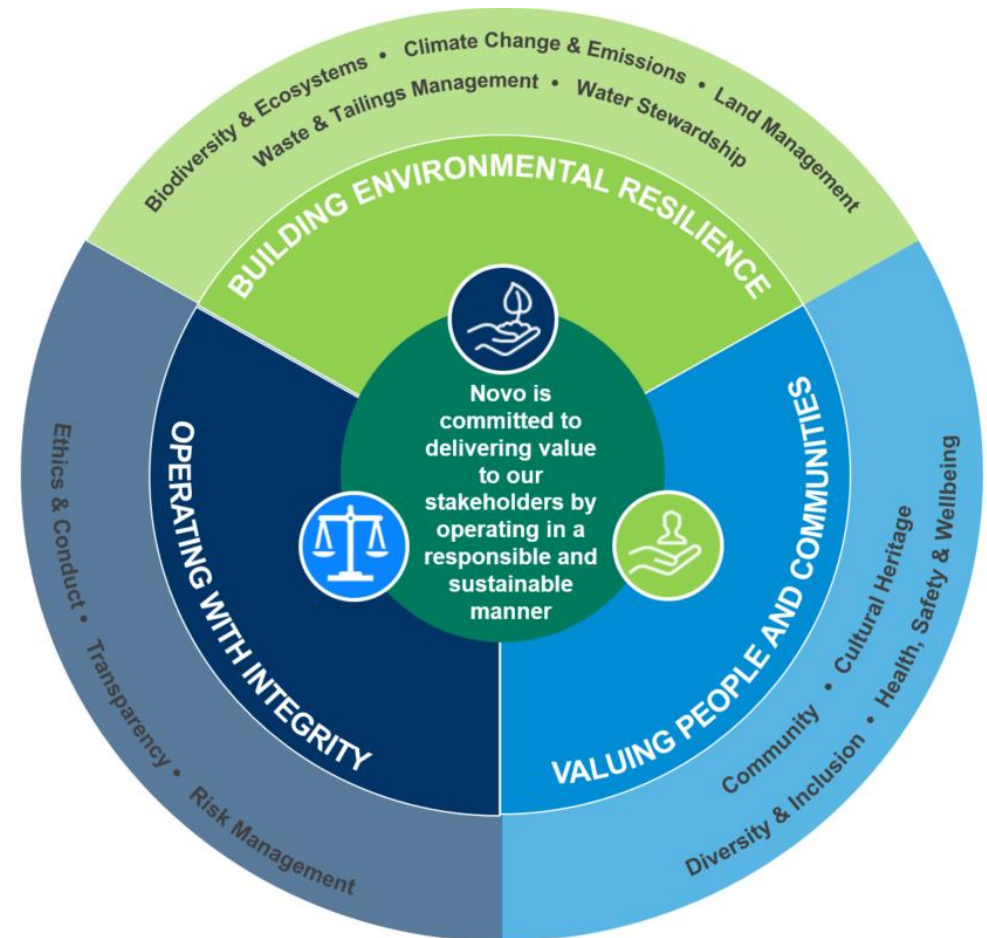 Biodiversity & Ecosystems • Climate Change & Emissions • Land Management
Waste & Tailings Management • Water Stewardship
BUILDING ENVIRONMENTAL RESILIENCE
Novo is
committed to
delivering value
to our
stakeholders by
operating in a
responsible and
sustainable
manner
OPERATING WITH INTEGRITY
Ethics & Conduct • Transparency • Risk Management
VALUING PEOPLE AND COMMUNITIES
Community • Cultural Heritage
Diversity & Inclusion • Health, Safety & Wellbeing